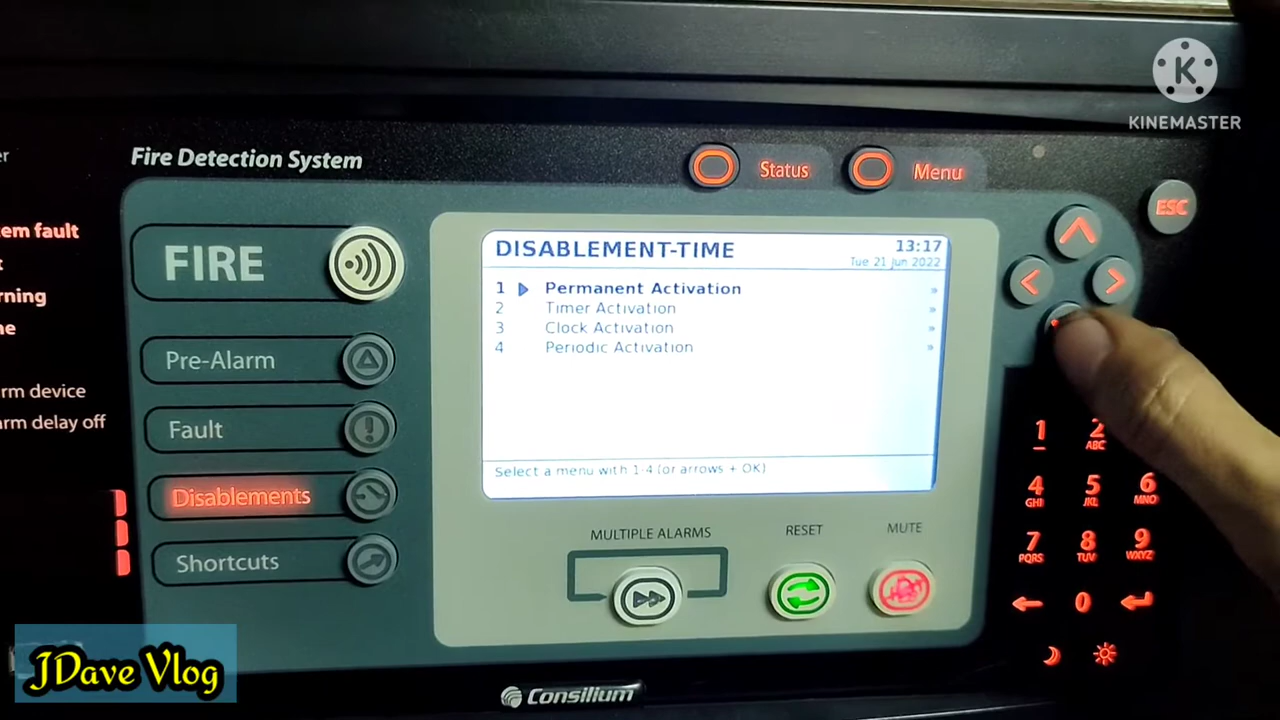 KINEMASTER
Fire Detection System
Status
Menu
ESC
em fault
rning
rm device
rm delay off
FIRE
Pre-Alarm
Fault
Disablements
Shortcuts
DISABLEMENT-TIME
13:17
Tue 21 Jun 2022
1 Permanent Activation »
2 Timer Activation »
3 Clock Activation »
4 Periodic Activation »
Select a menu with 1-4 (or arrows + OK)
MULTIPLE ALARMS
RESET
MUTE
1
2 ABC
4 GHI
5 JKL
6 MNO
7 PQRS
8 TUV
9 WXYZ
0
Consilium
JDave Vlog